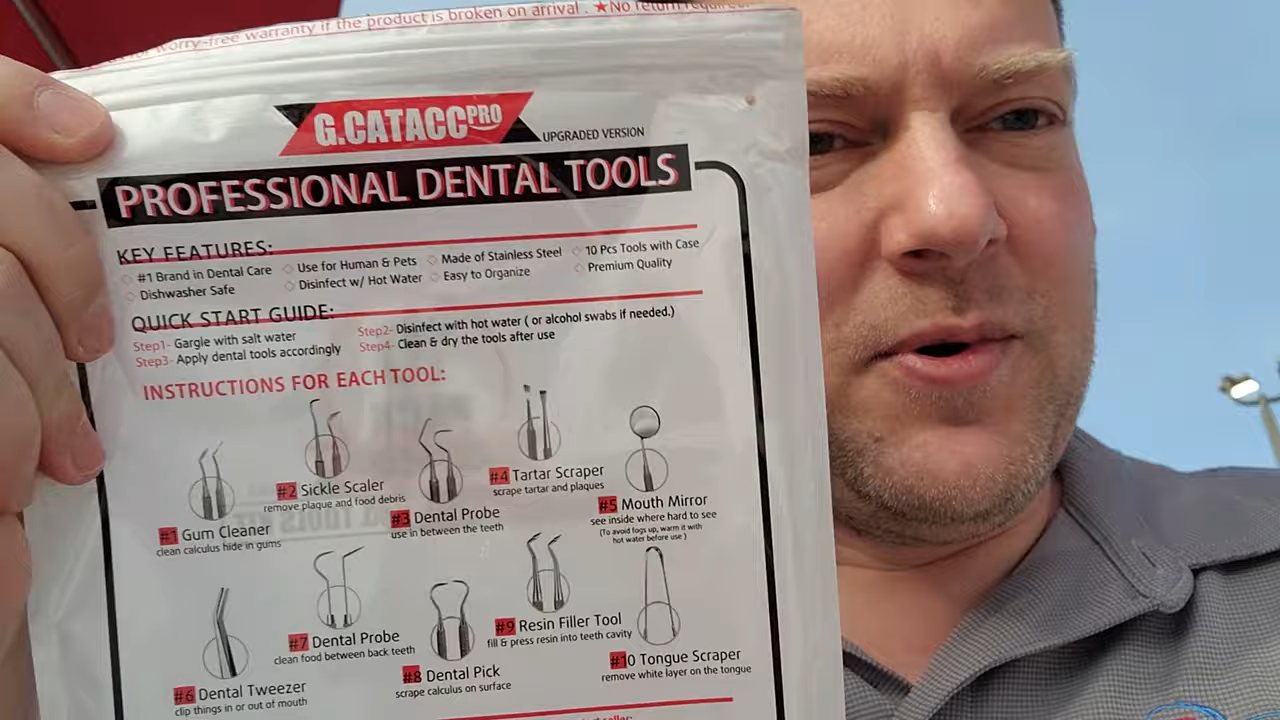 worry-free warranty if the product is broken on arrival . ★No return required.
G.CATACC PRO
UPGRADED VERSION
PROFESSIONAL DENTAL TOOLS
KEY FEATURES:
#1 Brand in Dental Care
Use for Human & Pets
Made of Stainless Steel
10 Pcs Tools with Case
Dishwasher Safe
Disinfect w/ Hot Water
Easy to Organize
Premium Quality
QUICK START GUIDE:
Step1- Gargle with salt water
Step2- Disinfect with hot water ( or alcohol swabs if needed.)
Step3- Apply dental tools accordingly
Step4- Clean & dry the tools after use
INSTRUCTIONS FOR EACH TOOL:
#1 Gum Cleaner
clean calculus hide in gums
#2 Sickle Scaler
remove plaque and food debris
#3 Dental Probe
use in between the teeth
#4 Tartar Scraper
scrape tartar and plaques
#5 Mouth Mirror
see inside where hard to see
(To avoid fogs up, warm it with
hot water before use )
#6 Dental Tweezer
clip things in or out of mouth
#7 Dental Probe
clean food between back teeth
#8 Dental Pick
scrape calculus on surface
#9 Resin Filler Tool
fill & press resin into teeth cavity
#10 Tongue Scraper
remove white layer on the tongue